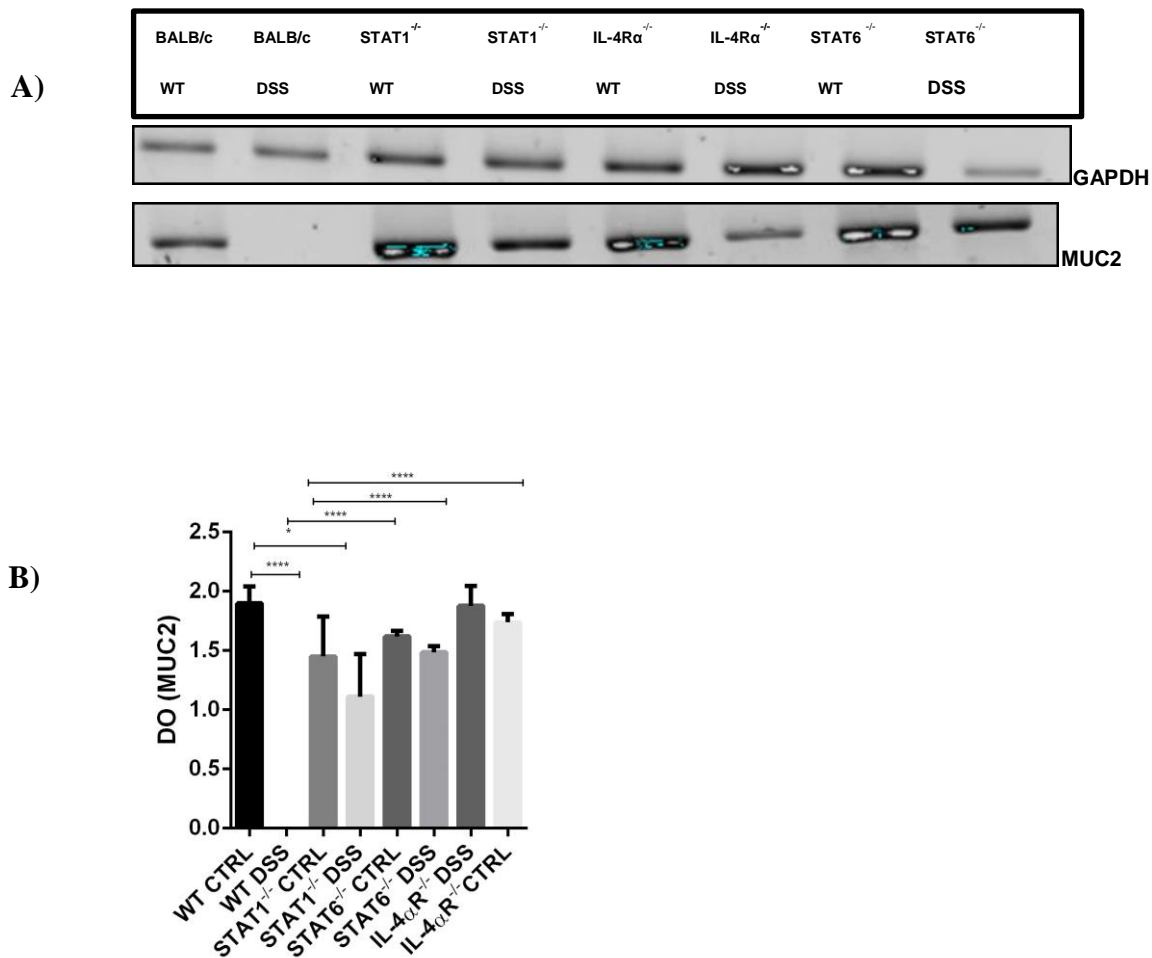 A)
BALB/c BALB/c STAT1-/- STAT1-/- IL-4Rα-/- IL-4Rα-/- STAT6-/- STAT6-/-
WT DSS WT DSS WT DSS WT DSS
GAPDH
MUC2
B)
****
****
****
*
****
2.5
2.0
1.5
1.0
0.5
0.0
DO (MUC2)
WT CTRL
WT DSS
STAT1-/- CTRL
STAT1-/- DSS
STAT6-/- CTRL
STAT6-/- DSS
IL-4αR-/- DSS
IL-4αR-/-CTRL